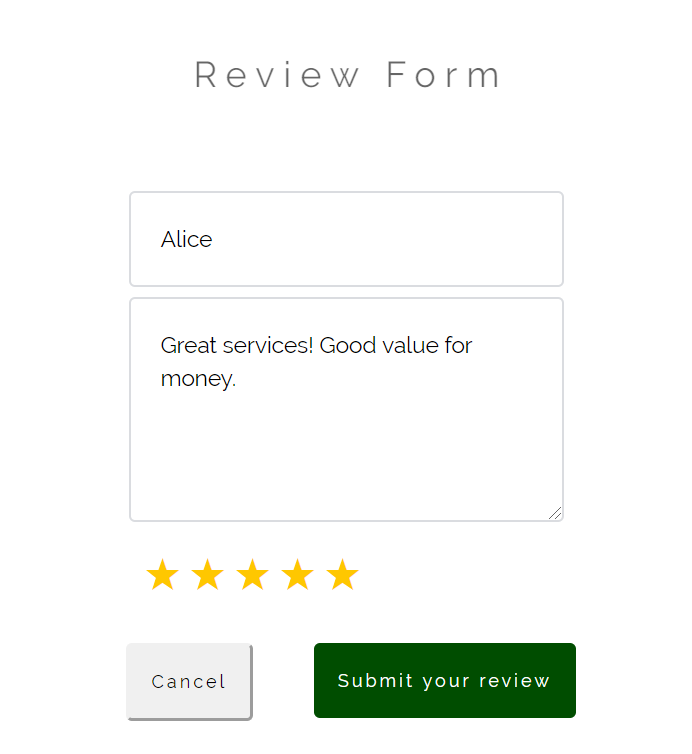 Review Form
Alice
Great services! Good value for
money.
Cancel
Submit your review